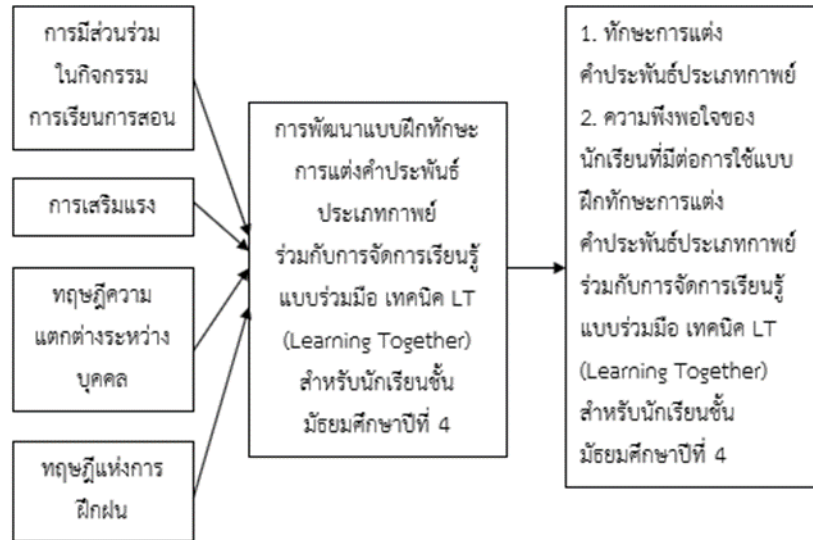 การมีส่วนร่วม
ในกิจกรรม
การเรียนการสอน
การเสริมแรง
ทฤษฎีความ
แตกต่างระหว่าง
บุคคล
ทฤษฎีแห่งการ
ฝึกฝน
การพัฒนาแบบฝึกทักษะ
การแต่งคำประพันธ์
ประเภทกาพย์
ร่วมกับการจัดการเรียนรู้
แบบร่วมมือ เทคนิค LT
(Learning Together)
สำหรับนักเรียนชั้น
มัธยมศึกษาปีที่ 4
1. ทักษะการแต่ง
คำประพันธ์ประเภทกาพย์
2. ความพึงพอใจของ
นักเรียนที่มีต่อการใช้แบบ
ฝึกทักษะการแต่ง
คำประพันธ์ประเภทกาพย์
ร่วมกับการจัดการเรียนรู้
แบบร่วมมือ เทคนิค LT
(Learning Together)
สำหรับนักเรียนชั้น
มัธยมศึกษาปีที่ 4